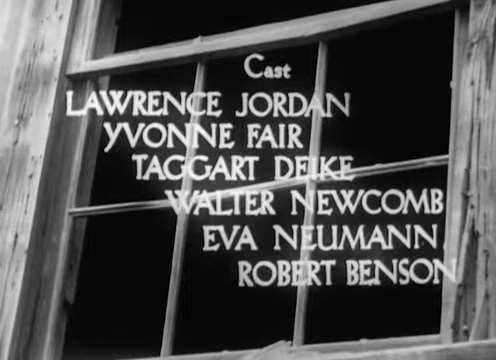 Cast
LAWRENCE JORDAN
YVONNE FAIR
TAGGART DEIKE
WALTER NEWCOMB
EVA NEUMANN
ROBERT BENSON